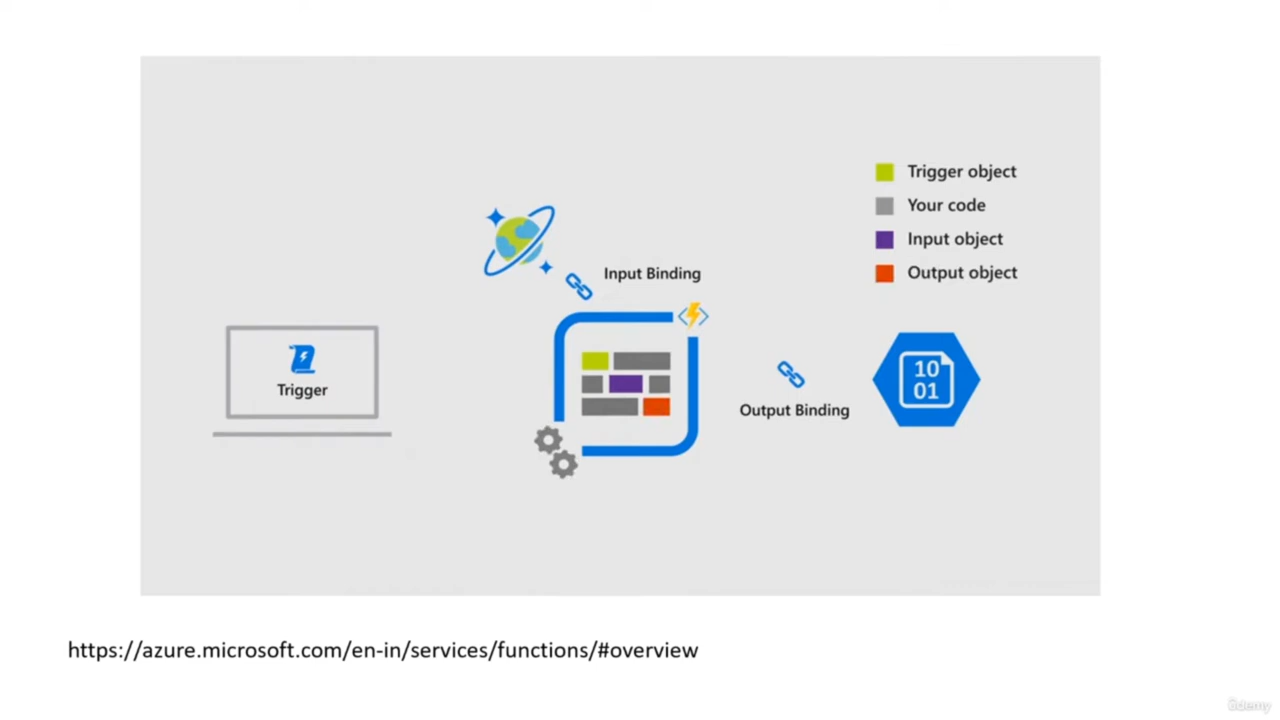 Trigger object
Your code
Input object
Output object
Input Binding
Trigger
10
01
Output Binding
https://azure.microsoft.com/en-in/services/functions/#overview
ûdemy